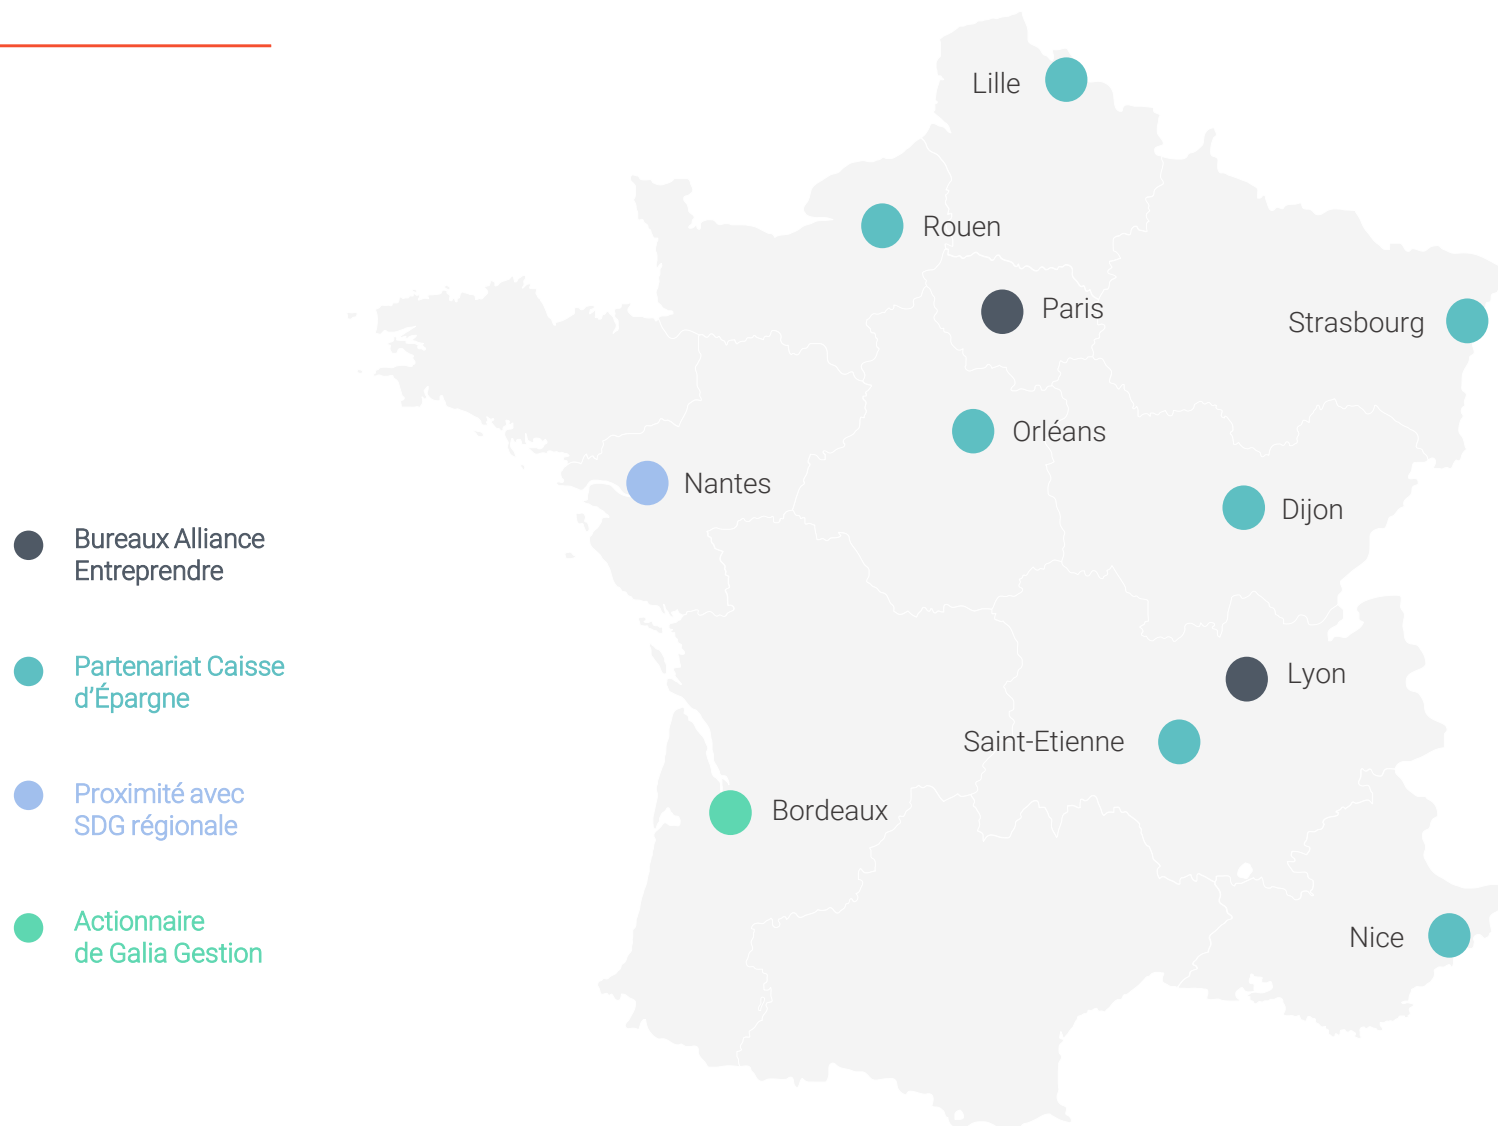 Lille
Rouen
Paris
Strasbourg
Orléans
Nantes
Dijon
Bureaux Alliance
Entreprendre
Partenariat Caisse
d’Épargne
Lyon
Saint-Etienne
Proximité avec
SDG régionale
Bordeaux
Actionnaire
de Galia Gestion
Nice